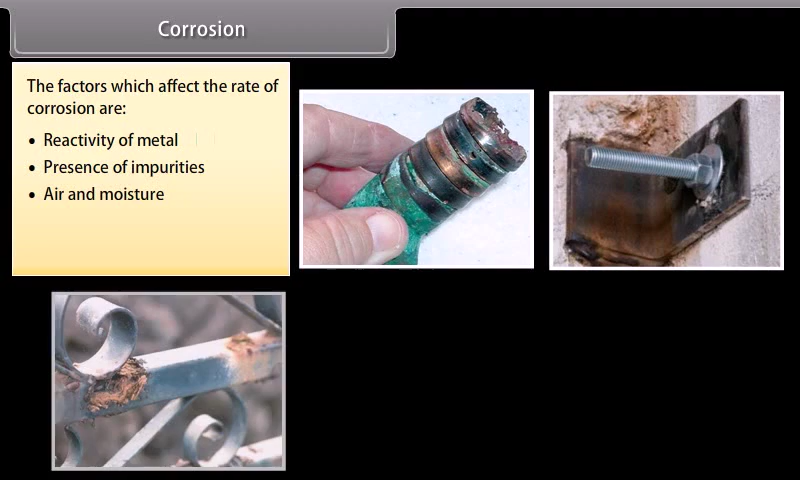 Corrosion
The factors which affect the rate of
corrosion are:
• Reactivity of metal
• Presence of impurities
• Air and moisture